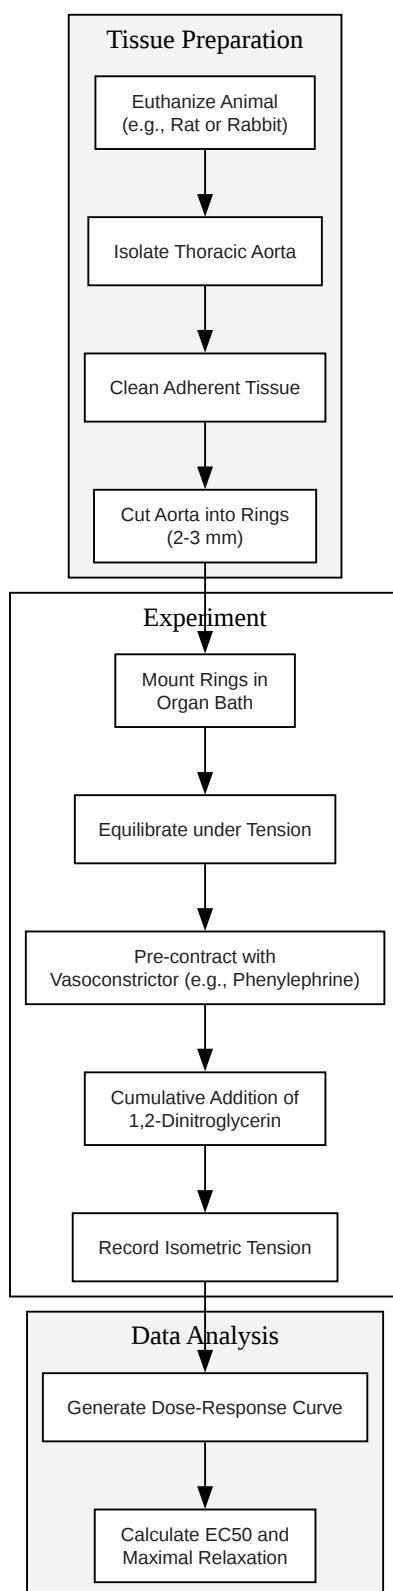 Tissue Preparation
Euthanize Animal
(e.g., Rat or Rabbit)
Isolate Thoracic Aorta
Clean Adherent Tissue
Cut Aorta into Rings
(2-3 mm)
Experiment
Mount Rings in
Organ Bath
Equilibrate under Tension
Pre-contract with
Vasoconstrictor (e.g., Phenylephrine)
Cumulative Addition of
1,2-Dinitroglycerin
Record Isometric Tension
Data Analysis
Generate Dose-Response Curve
Calculate EC50 and
Maximal Relaxation